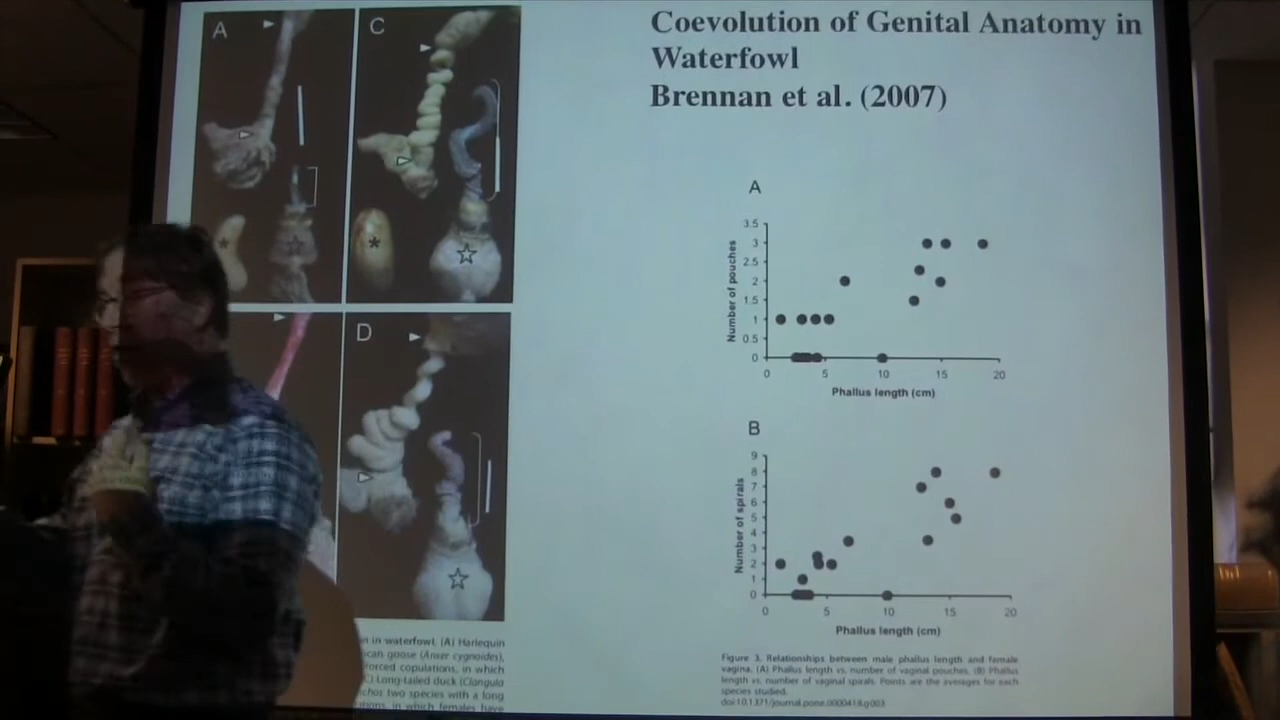 Coevolution of Genital Anatomy in
Waterfowl
Brennan et al. (2007)
A
C
D
A
Number of pouches
3.5
3
2.5
2
1.5
1
0.5
0
0 5 10 15 20
Phallus length (cm)
B
Number of spirals
9
8
7
6
5
4
3
2
1
0
0 5 10 15 20
Phallus length (cm)
Figure 3. Relationships between male phallus length and female
vagina. (A) Phallus length vs. number of vaginal pouches. (B) Phallus
length vs. number of vaginal spirals. Points are the averages for each
species studied.
doi:10.1371/journal.pone.0000418.g003
n in waterfowl. (A) Harlequin
ican goose (Anser cygnoides),
forced copulations, in which
C) Long-tailed duck (Clangula
chos two species with a long
in which females have